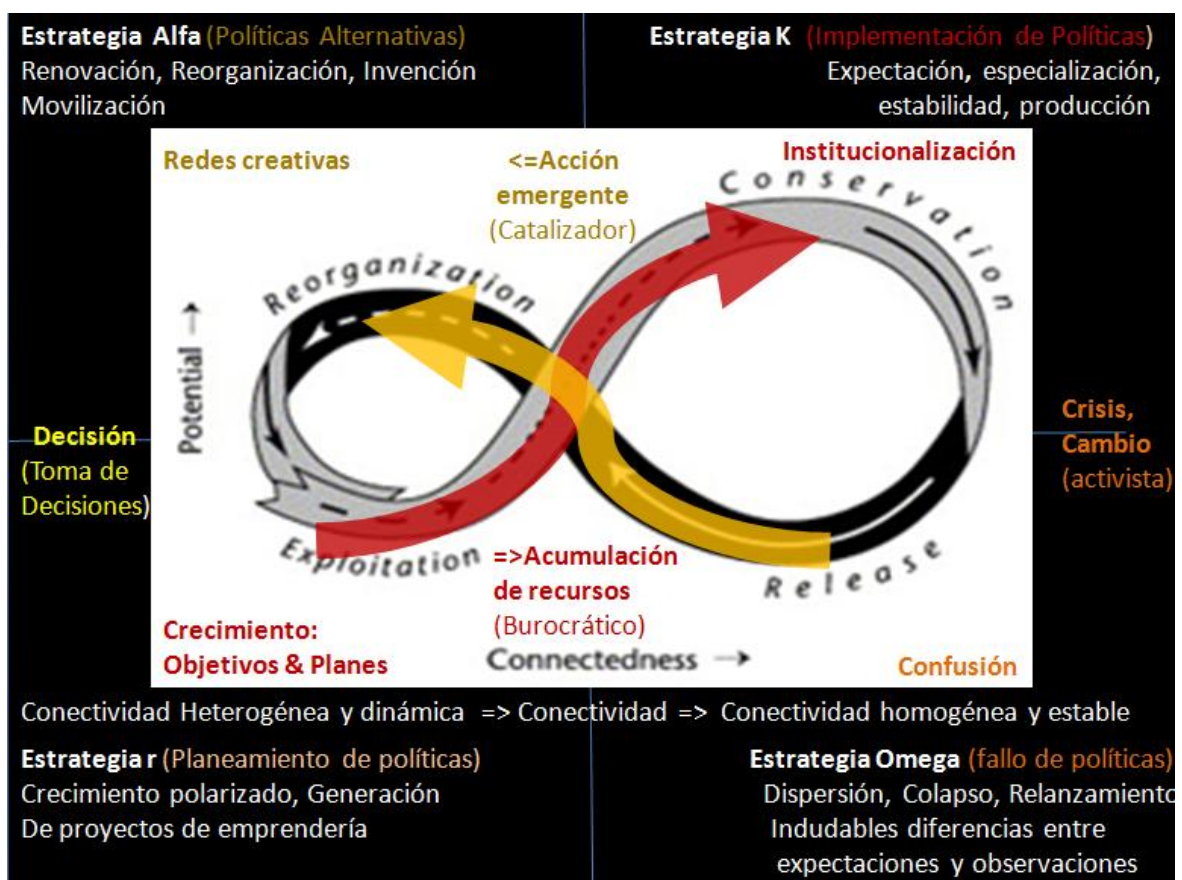 Estrategia Alfa (Políticas Alternativas)
Renovación, Reorganización, Invención
Movilización
Estrategia K (Implementación de Políticas)
Expectación, especialización,
estabilidad, producción
Redes creativas
<=Acción
emergente
(Catalizador)
Institucionalización
Conservation
Reorganization
Potential →
Decisión
(Toma de
Decisiones)
Crisis,
Cambio
(activista)
Exploitation
=>Acumulación
de recursos
(Burocrático)
Release
Crecimiento:
Objetivos & Planes
Connectedness →
Confusión
Conectividad Heterogénea y dinámica => Conectividad => Conectividad homogénea y estable
Estrategia r (Planeamiento de políticas)
Crecimiento polarizado, Generación
De proyectos de emprendería
Estrategia Omega (fallo de políticas)
Dispersión, Colapso, Relanzamiento
Indudables diferencias entre
expectaciones y observaciones